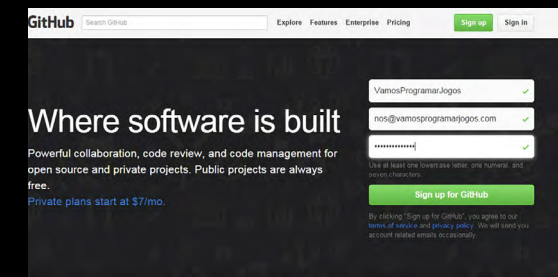 GitHub Search GitHub Explore Features Enterprise Pricing Sign up Sign in
VamosProgramarJogos
nos@vamosprogramarjogos.com
Where software is built
Powerful collaboration, code review, and code management for
open source and private projects. Public projects are always
free.
Private plans start at $7/mo.
Use at least one lowercase letter, one numeral, and
seven characters.
Sign up for GitHub
By clicking "Sign up for GitHub", you agree to our
terms of service and privacy policy. We will send you
account related emails occasionally.